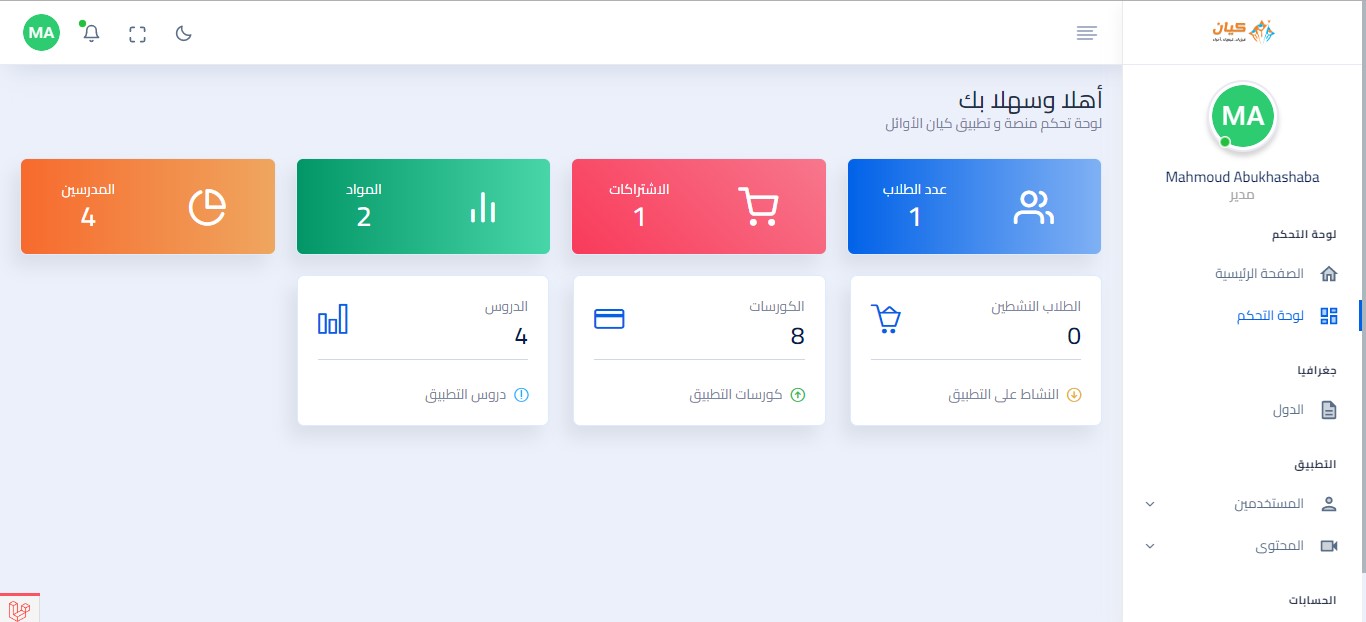 كيان
MA
Mahmoud Abukhashaba
مدير
لوحة التحكم
الصفحة الرئيسية
لوحة التحكم
جغرافيا
الدول
التطبيق
المستخدمين
المحتوى
الحسابات
MA
أهلا وسهلا بك
لوحة تحكم منصة و تطبيق كيان الأوائل
عدد الطلاب
1
الاشتراكات
1
المواد
2
المدرسين
4
الطلاب النشطين
0
النشاط على التطبيق
الكورسات
8
كورسات التطبيق
الدروس
4
دروس التطبيق